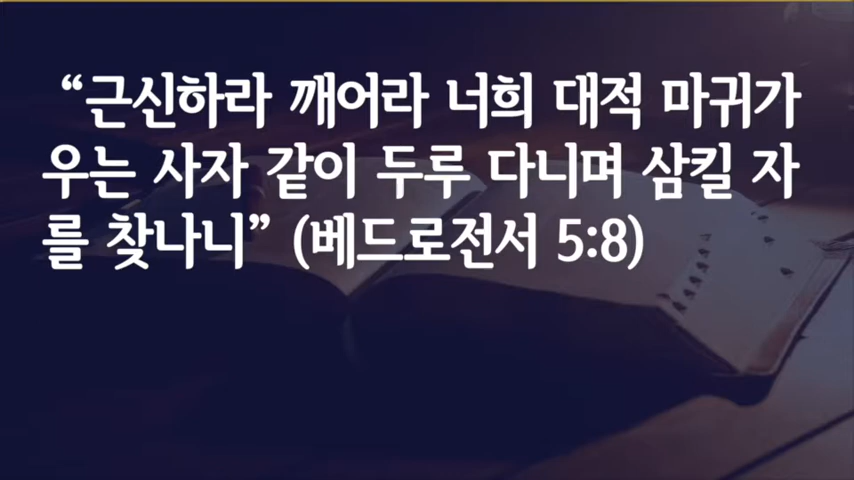 “근신하라 깨어라 너희 대적 마귀가
우는 사자 같이 두루 다니며 삼킬 자
를 찾나니” (베드로전서 5:8)